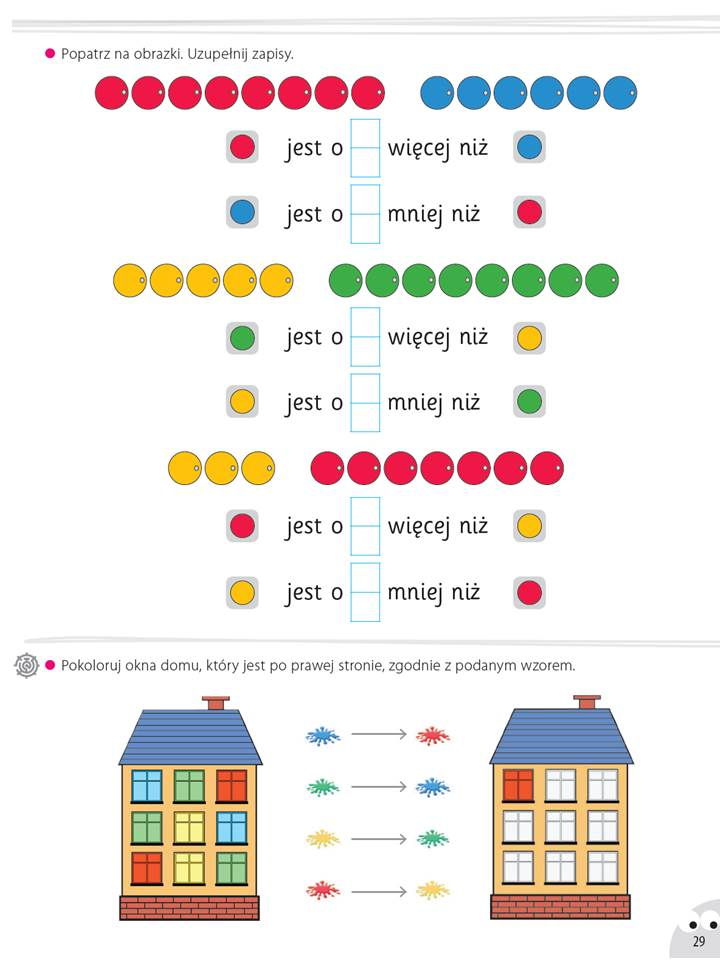 Popatrz na obrazki. Uzupełnij zapisy.
jest o więcej niż
jest o mniej niż
jest o więcej niż
jest o mniej niż
jest o więcej niż
jest o mniej niż
Pokoloruj okna domu, który jest po prawej stronie, zgodnie z podanym wzorem.
29